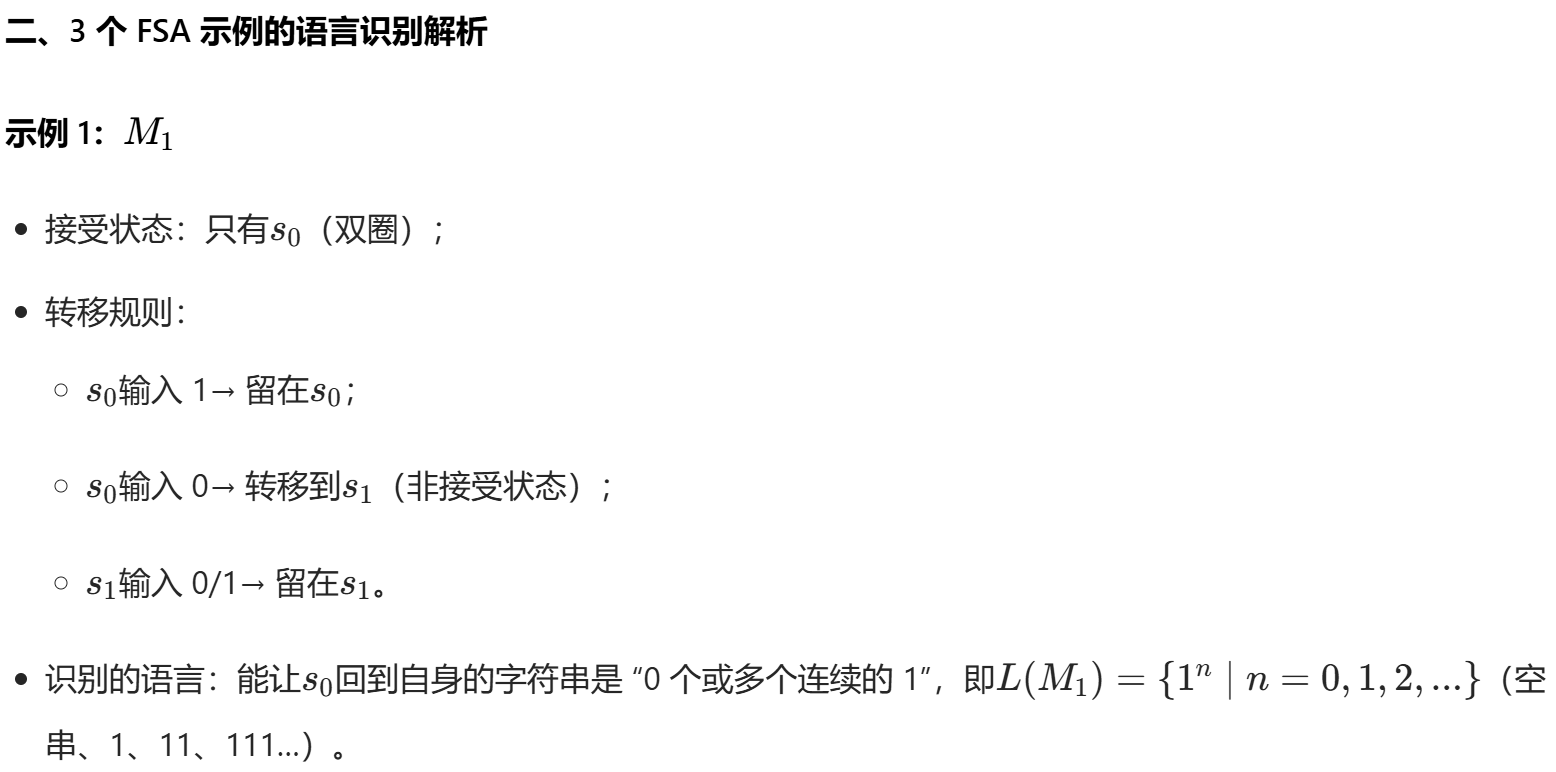 二、3 个 FSA 示例的语言识别解析
示例 1：M₁
• 接受状态：只有s₀（双圈）；
• 转移规则：
○ s₀输入 1→ 留在s₀；
○ s₀输入 0→ 转移到s₁（非接受状态）；
○ s₁输入 0/1→ 留在s₁。
• 识别的语言：能让s₀回到自身的字符串是 “0 个或多个连续的 1”，即L(M₁) = {1ⁿ | n = 0, 1, 2, ...}（空
串、1、11、111...）。